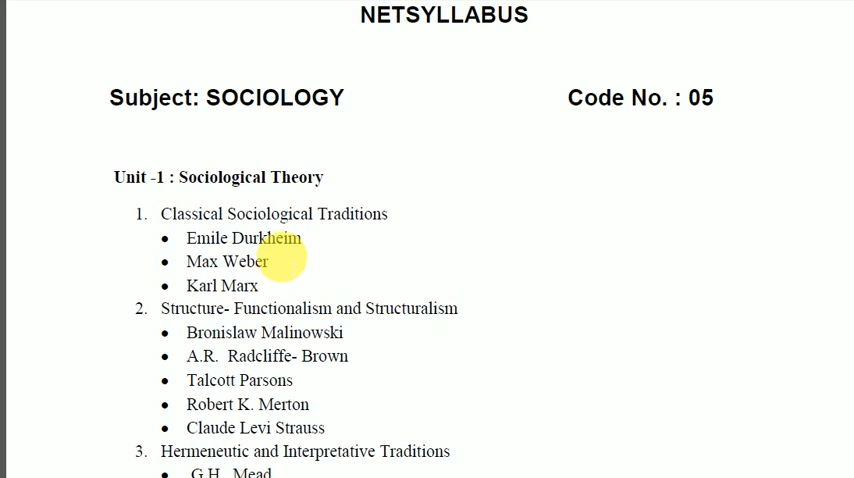 NETSYLLABUS
Subject: SOCIOLOGY Code No. : 05
Unit -1 : Sociological Theory
1. Classical Sociological Traditions
• Emile Durkheim
• Max Weber
• Karl Marx
2. Structure- Functionalism and Structuralism
• Bronislaw Malinowski
• A.R. Radcliffe- Brown
• Talcott Parsons
• Robert K. Merton
• Claude Levi Strauss
3. Hermeneutic and Interpretative Traditions
• G.H. Mead